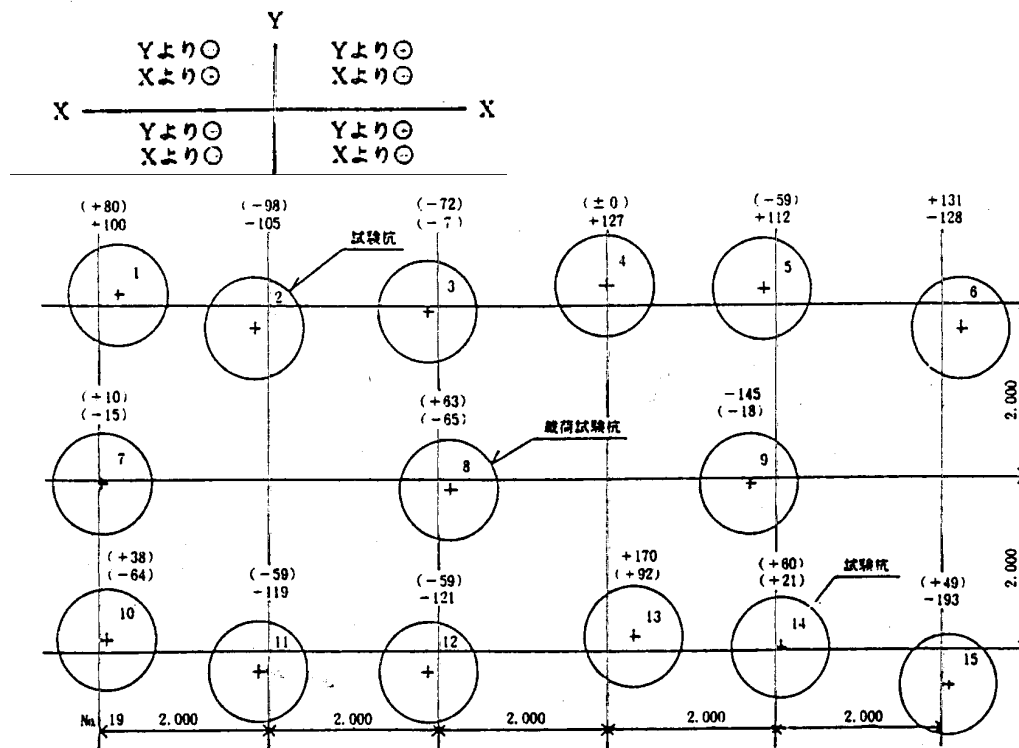 Y
Yより⊙ Yより⊙
Xより⊙ Xより⊙
X X
Yより⊙ Yより⊙
Xより⊙ Xより⊙
(+80) (-98) (-72) (±0) (-59) +131
+100 -105 (-7) +127 +112 -128
試験杭
1 2 3 4 5 6
(+10) (+63) -145
(-15) (-65) (-18)
2.000
載荷試験杭
7 8 9
(+38) (-59) (-59) +170 (+60) (+49)
(-64) -119 -121 (+92) (+21) -193
試験杭
2.000
10 11 12 13 14 15
No. 19 2.000 2.000 2.000 2.000 2.000